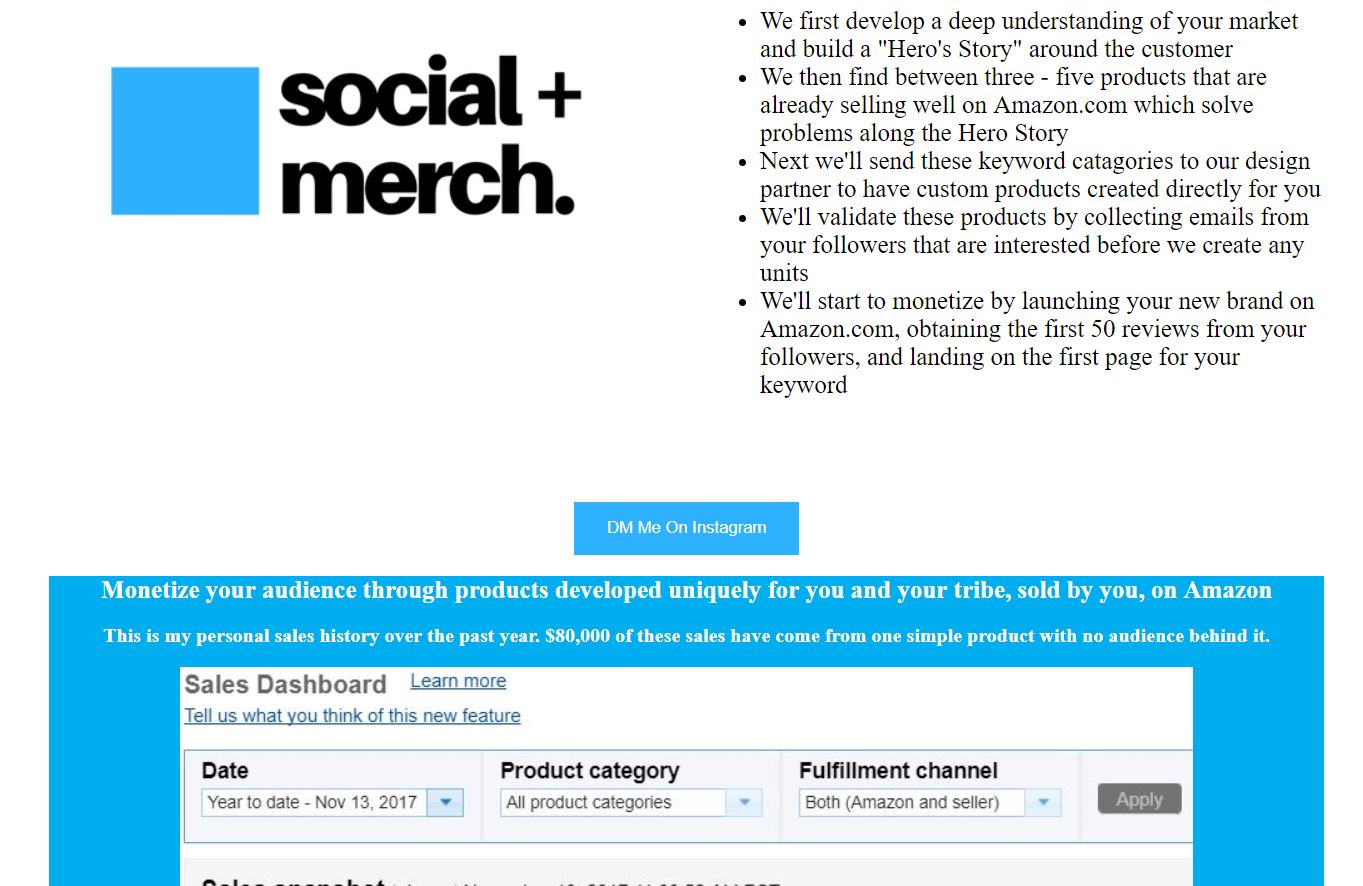 social +
merch.
We first develop a deep understanding of your market
and build a "Hero's Story" around the customer
We then find between three - five products that are
already selling well on Amazon.com which solve
problems along the Hero Story
Next we'll send these keyword catagories to our design
partner to have custom products created directly for you
We'll validate these products by collecting emails from
your followers that are interested before we create any
units
We'll start to monetize by launching your new brand on
Amazon.com, obtaining the first 50 reviews from your
followers, and landing on the first page for your
keyword
DM Me On Instagram
Monetize your audience through products developed uniquely for you and your tribe, sold by you, on Amazon
This is my personal sales history over the past year. $80,000 of these sales have come from one simple product with no audience behind it.
Sales Dashboard Learn more
Tell us what you think of this new feature
Date Product category Fulfillment channel
Year to date - Nov 13, 2017 All product categories Both (Amazon and seller) Apply
Sales snapshot